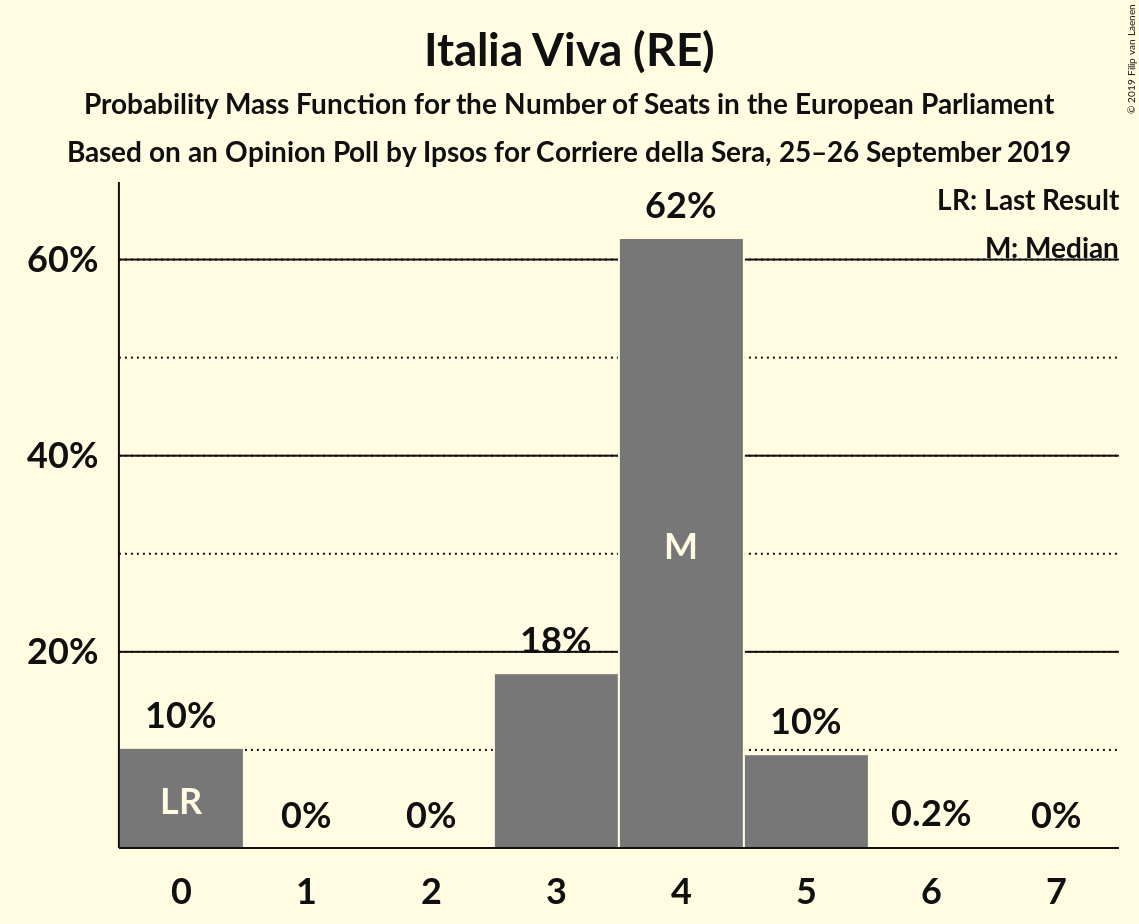 Italia Viva (RE)
Probability Mass Function for the Number of Seats in the European Parliament
Based on an Opinion Poll by Ipsos for Corriere della Sera, 25–26 September 2019
© 2019 Filip van Laenen
LR: Last Result
M: Median
60%
40%
20%
10%
0%
0%
18%
62%
10%
0.2%
0%
LR
M
0 1 2 3 4 5 6 7